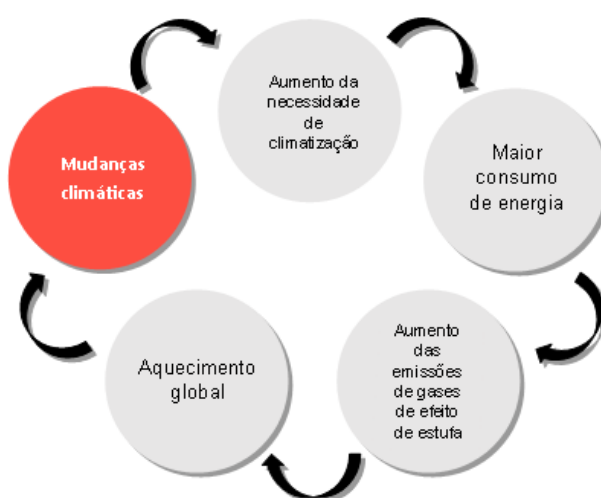 Aumento da
necessidade
de
climatização
Maior
consumo
de energia
Aumento
das
emissões
de gases
de efeito
de estufa
Aquecimento
global
Mudanças
climáticas